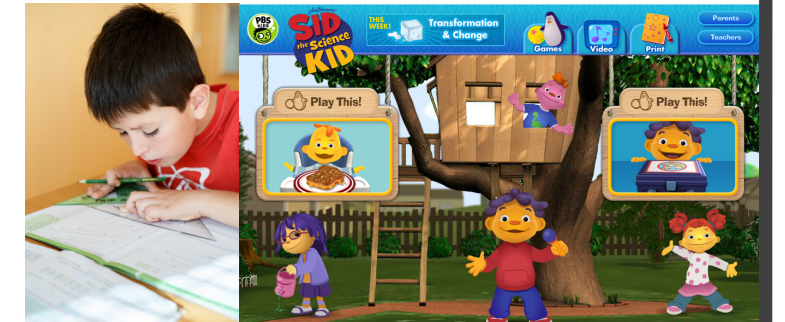 PBS
KIDS
Jim Henson's
SID
the Science
KID
THIS
WEEK!
Transformation
& Change
Games
Video
Print
Parents
Teachers
Play This!
Play This!